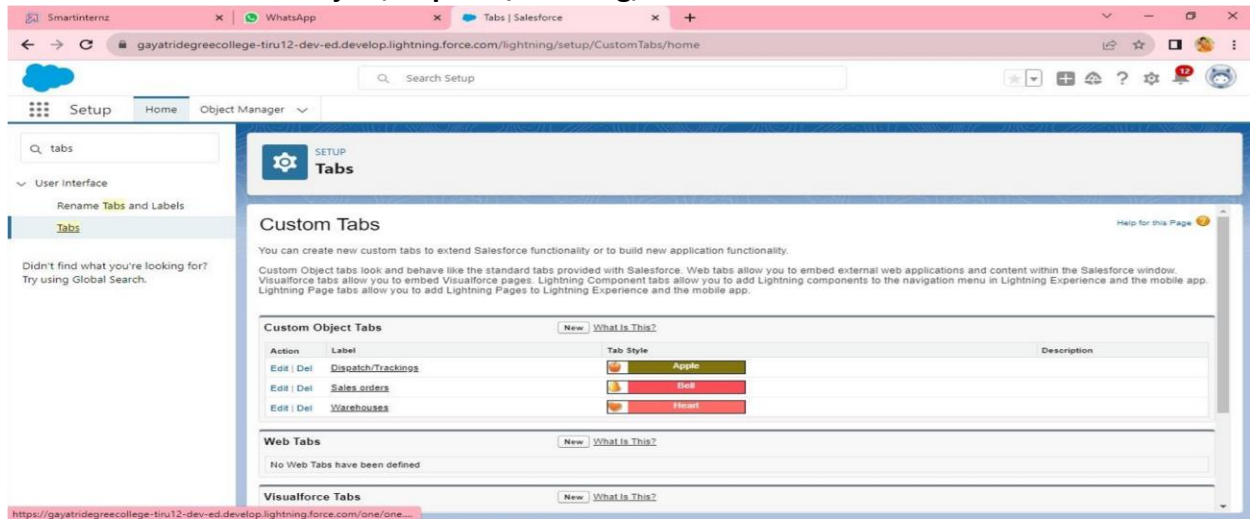 Smartinternz
WhatsApp
Tabs | Salesforce
gayatridegreecollege-tiru12-dev-ed.develop.lightning.force.com/lightning/setup/CustomTabs/home
Search Setup
12
Setup Home Object Manager
tabs
User Interface
Rename Tabs and Labels
Tabs
Didn't find what you're looking for?
Try using Global Search.
SETUP
Tabs
Custom Tabs
Help for this Page
You can create new custom tabs to extend Salesforce functionality or to build new application functionality.
Custom Object tabs look and behave like the standard tabs provided with Salesforce. Web tabs allow you to embed external web applications and content within the Salesforce window.
Visualforce tabs allow you to embed Visualforce pages. Lightning Component tabs allow you to add Lightning components to the navigation menu in Lightning Experience and the mobile app.
Lightning Page tabs allow you to add Lightning Pages to Lightning Experience and the mobile app.
Custom Object Tabs New What Is This?
Action Label Tab Style Description
Edit | Del Dispatch/Trackings Apple
Edit | Del Sales orders Bell
Edit | Del Warehouses Heart
Web Tabs New What Is This?
No Web Tabs have been defined
Visualforce Tabs New What Is This?
https://gayatridegreecollege-tiru12-dev-ed.develop.lightning.force.com/one/one....